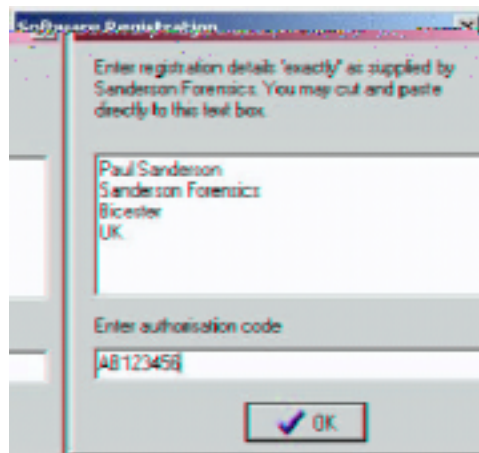 Software Registration
Enter registration details 'exactly' as supplied by
Sanderson Forensics. You may cut and paste
directly to this text box.
Paul Sanderson
Sanderson Forensics
Bicester
UK
Enter authorisation code
AB123456
OK